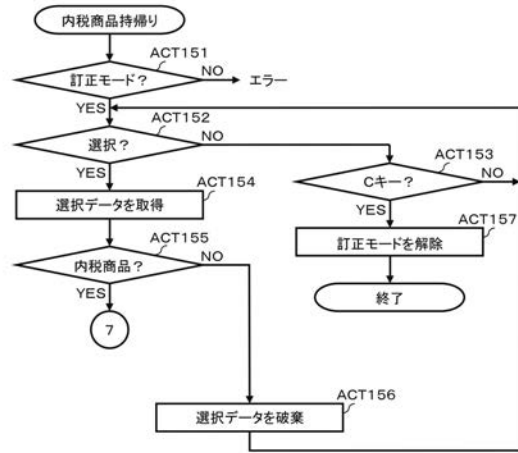 内税商品持帰り
ACT151
訂正モード?
NO
エラー
YES
ACT152
選択?
NO
YES
ACT153
Cキー?
NO
YES
ACT154
選択データを取得
ACT157
訂正モードを解除
ACT155
内税商品?
NO
YES
終了
7
ACT156
選択データを破棄